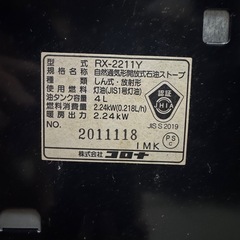 型式 RX-2211Y
規格名称 自然通気形開放式石油ストーブ
種類 しん式・放射形
使用燃料 灯油(JIS1号灯油)
油タンク容量 4L
燃料消費量 2.24kW(0.218L/h)
暖房出力 2.24kW
認証
JHIA
JIS S 2019
NO. 2011118
PSC
IMK
株式会社コロナ